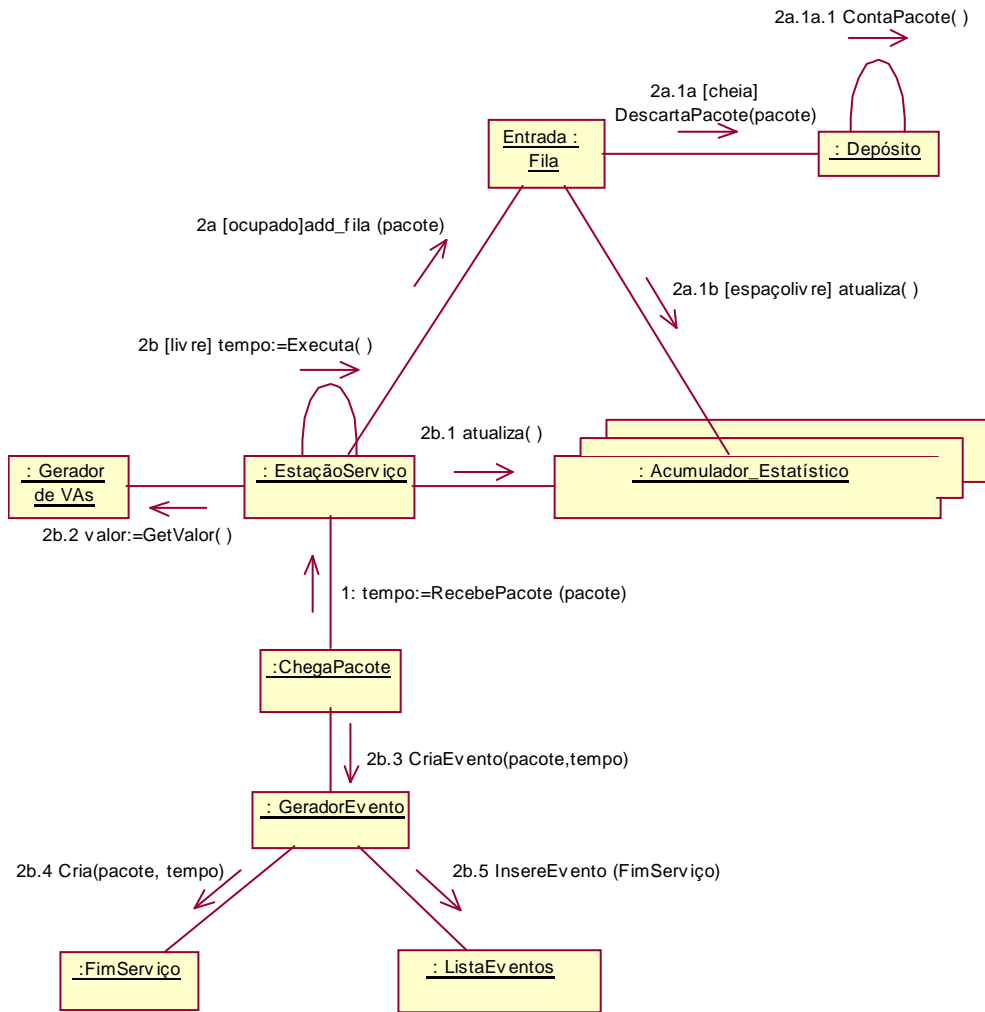 2a.1a.1 ContaPacote( )
2a.1a [cheia]
DescartaPacote(pacote)
Entrada :
Fila
: Depósito
2a [ocupado]add_fila (pacote)
2a.1b [espaçolivre] atualiza( )
2b [livre] tempo:=Executa( )
2b.1 atualiza( )
: Gerador
de VAs
: EstaçãoServiço
: Acumulador_Estatístico
2b.2 valor:=GetValor( )
1: tempo:=RecebePacote (pacote)
:ChegaPacote
2b.3 CriaEvento(pacote,tempo)
: GeradorEvento
2b.4 Cria(pacote, tempo)
2b.5 InsereEvento (FimServiço)
:FimServiço
: ListaEventos